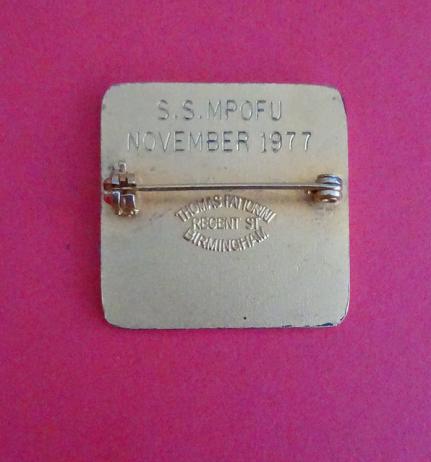 S.S. MPOFU
NOVEMBER 1977
THOMAS FATTORINI
REGENT ST
BIRMINGHAM